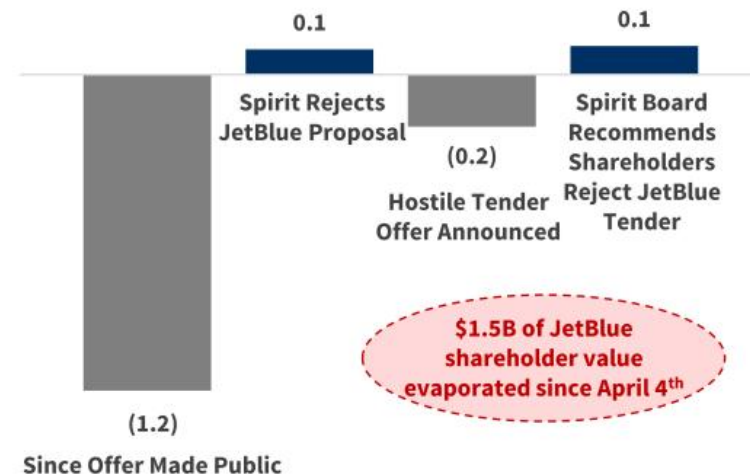 0.1
0.1
Spirit Rejects
JetBlue Proposal
Spirit Board
Recommends
Shareholders
Reject JetBlue
Tender
(0.2)
Hostile Tender
Offer Announced
$1.5B of JetBlue
shareholder value
evaporated since April 4th
(1.2)
Since Offer Made Public